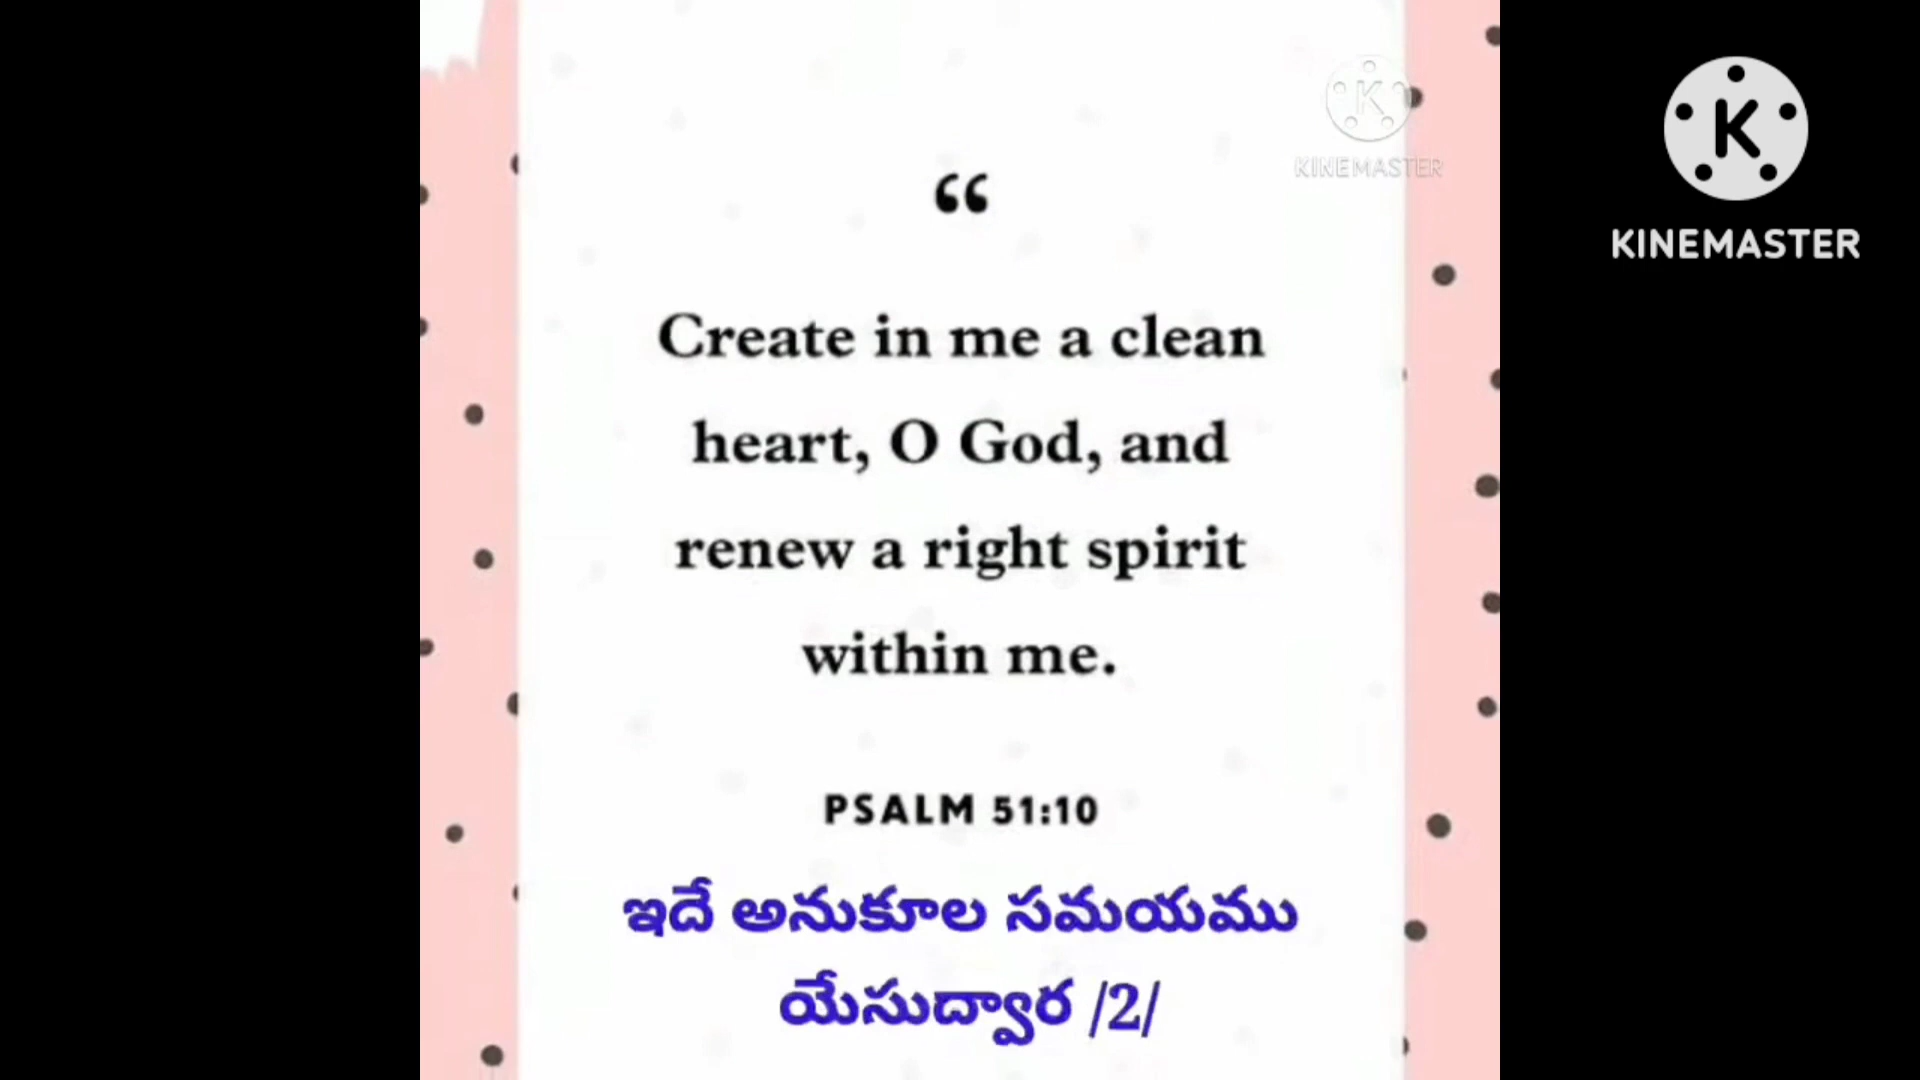 KINEMASTER
KINEMASTER
“
Create in me a clean
heart, O God, and
renew a right spirit
within me.
PSALM 51:10
ఇదే అనుకూల సమయము
యేసుద్వార /2/